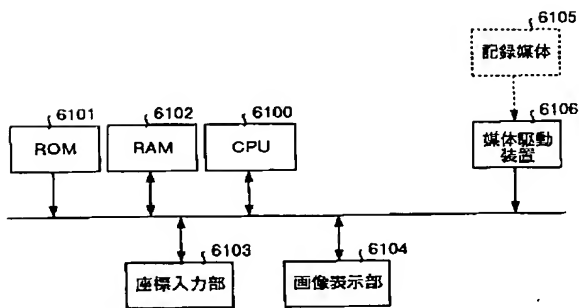 6105
記録媒体
6101
6102
6100
6106
ROM
RAM
CPU
媒体駆動
装置
6103
6104
座標入力部
画像表示部